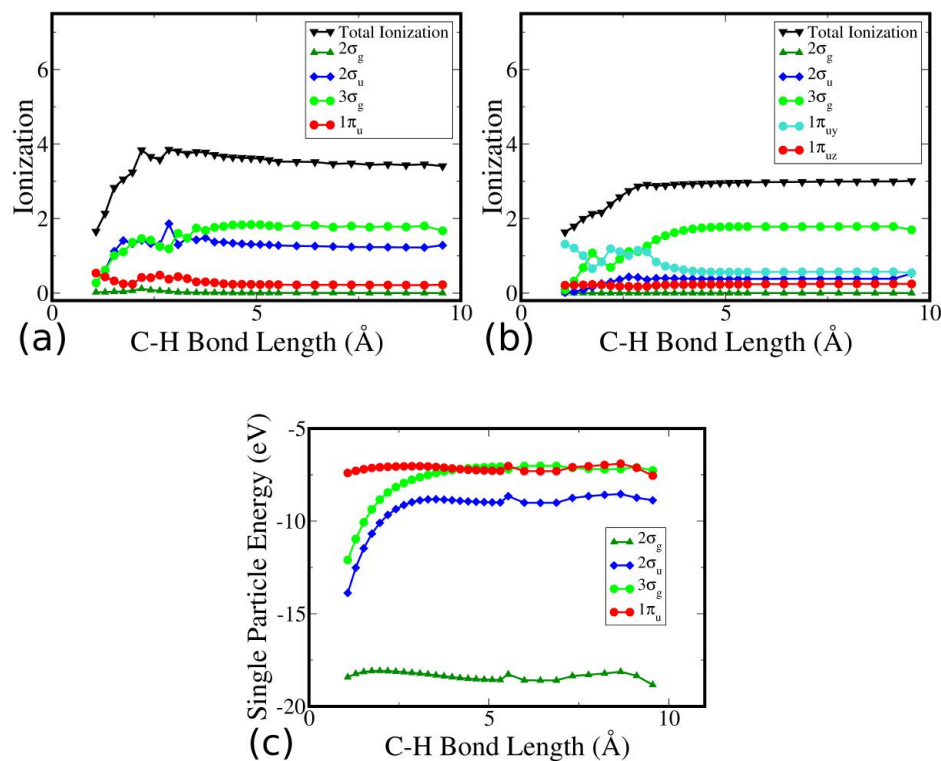 Total Ionization
2σg
2σu
3σg
1πu
Ionization
6
4
2
0
0
5
10
C-H Bond Length (Å)
(a)
Total Ionization
2σg
2σu
3σg
1πuy
1πuz
Ionization
6
4
2
0
0
5
10
C-H Bond Length (Å)
(b)
Single Particle Energy (eV)
-5
-10
-15
-20
2σg
2σu
3σg
1πu
0
5
10
C-H Bond Length (Å)
(c)